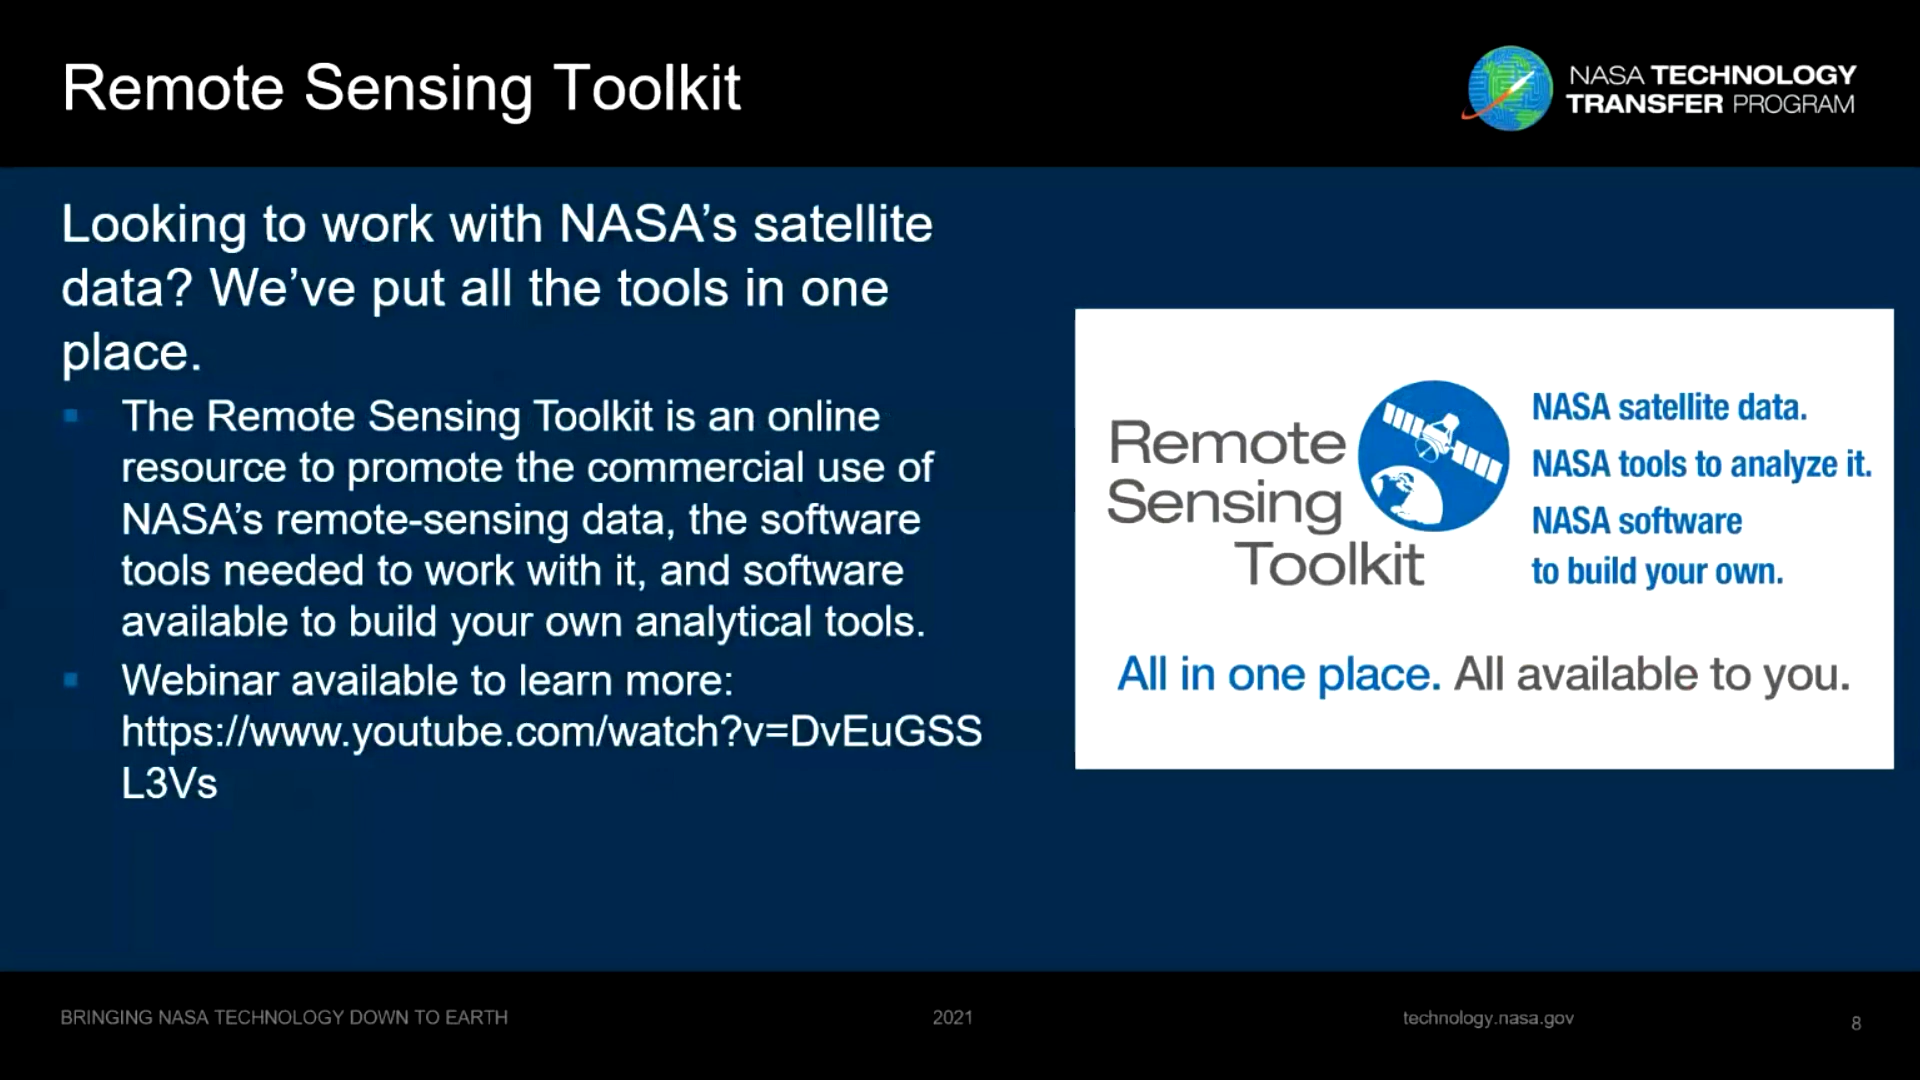 Remote Sensing Toolkit
NASA TECHNOLOGY
TRANSFER PROGRAM
Looking to work with NASA’s satellite
data? We’ve put all the tools in one
place.
The Remote Sensing Toolkit is an online
resource to promote the commercial use of
NASA’s remote-sensing data, the software
tools needed to work with it, and software
available to build your own analytical tools.
Webinar available to learn more:
https://www.youtube.com/watch?v=DvEuGSS
L3Vs
Remote
Sensing
Toolkit
NASA satellite data.
NASA tools to analyze it.
NASA software
to build your own.
All in one place. All available to you.
BRINGING NASA TECHNOLOGY DOWN TO EARTH
2021
technology.nasa.gov
8